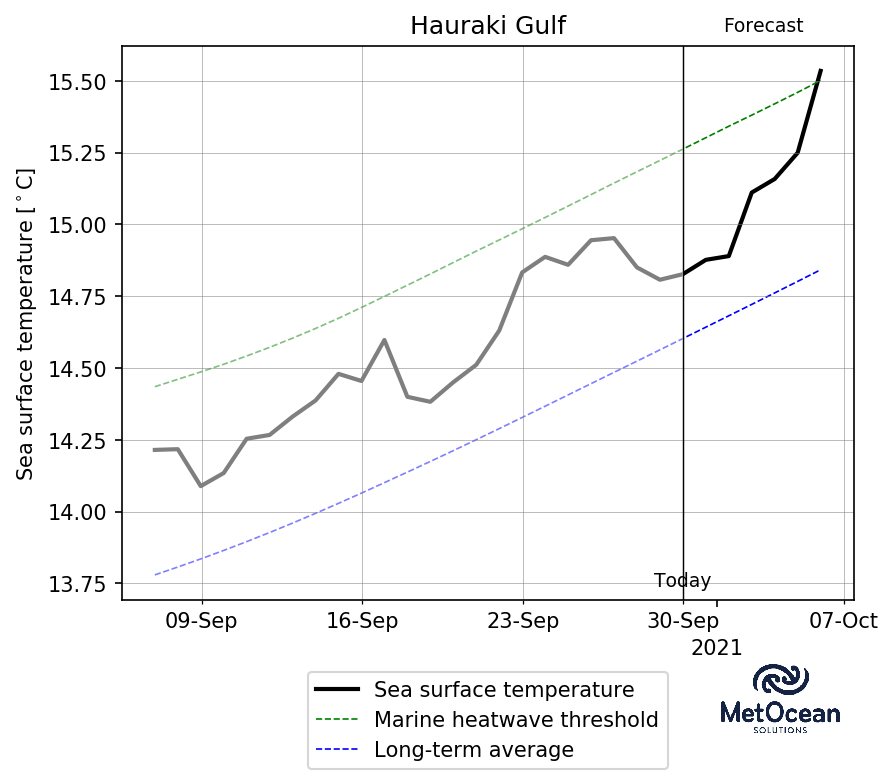 Hauraki Gulf
Forecast
Sea surface temperature [°C]
15.50
15.25
15.00
14.75
14.50
14.25
14.00
13.75
Today
09-Sep 16-Sep 23-Sep 30-Sep 07-Oct
2021
Sea surface temperature
Marine heatwave threshold
Long-term average
MetOcean
SOLUTIONS